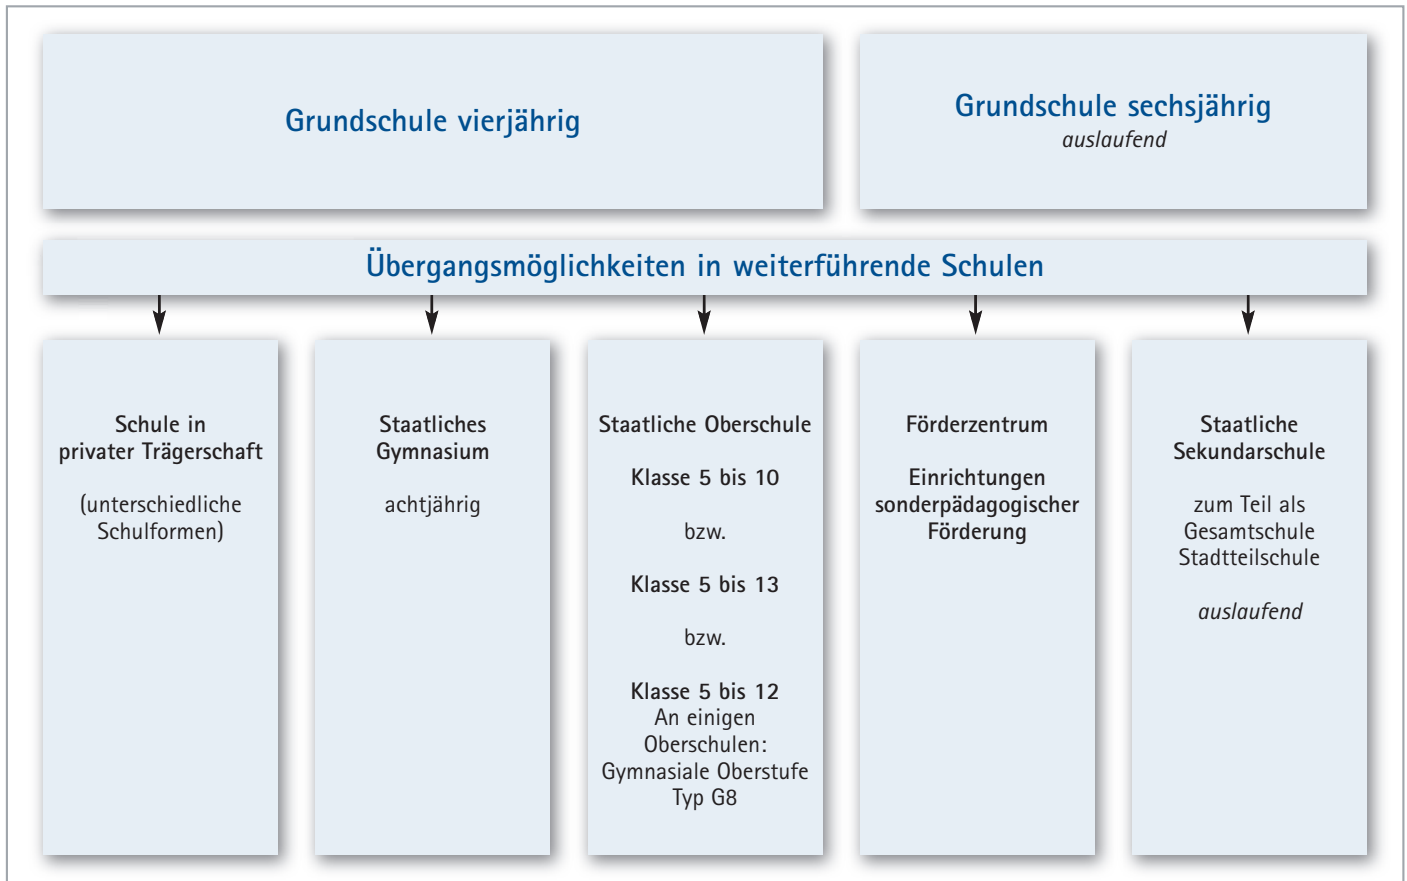 Grundschule vierjährig
Grundschule sechsjährig
auslaufend
Übergangsmöglichkeiten in weiterführende Schulen
Schule in
privater Trägerschaft
(unterschiedliche
Schulformen)
Staatliches
Gymnasium
achtjährig
Staatliche Oberschule
Klasse 5 bis 10
bzw.
Klasse 5 bis 13
bzw.
Klasse 5 bis 12
An einigen
Oberschulen:
Gymnasiale Oberstufe
Typ G8
Förderzentrum
Einrichtungen
sonderpädagogischer
Förderung
Staatliche
Sekundarschule
zum Teil als
Gesamtschule
Stadtteilschule
auslaufend